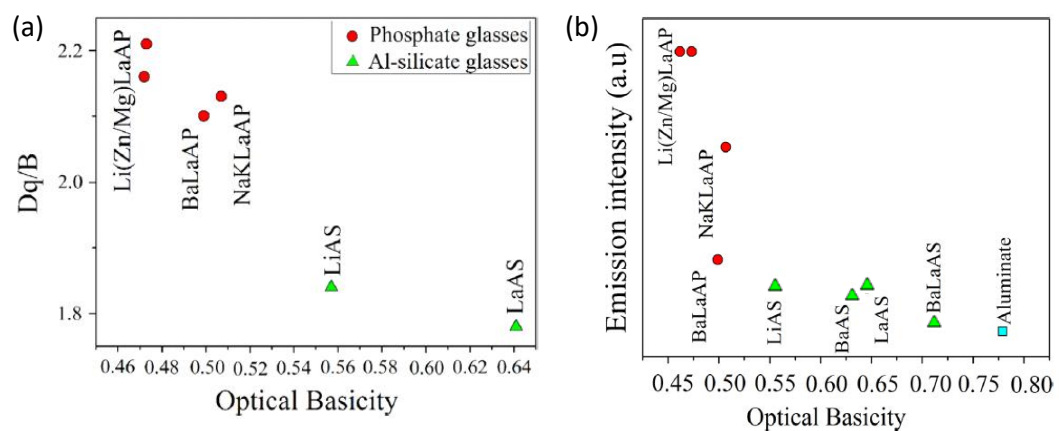 (a)
Phosphate glasses
Al-silicate glasses
2.2
2.0
1.8
Dq/B
Li(Zn/Mg)LaAP
BaLaAP
NaKLaAP
LiAS
LaAS
0.46 0.48 0.50 0.52 0.54 0.56 0.58 0.60 0.62 0.64
Optical Basicity
(b)
Emission intensity (a.u)
Li(Zn/Mg)LaAP
NaKLaAP
BaLaAP
LiAS
BaAS
LaAS
BaLaAS
Aluminate
0.45 0.50 0.55 0.60 0.65 0.70 0.75 0.80
Optical Basicity